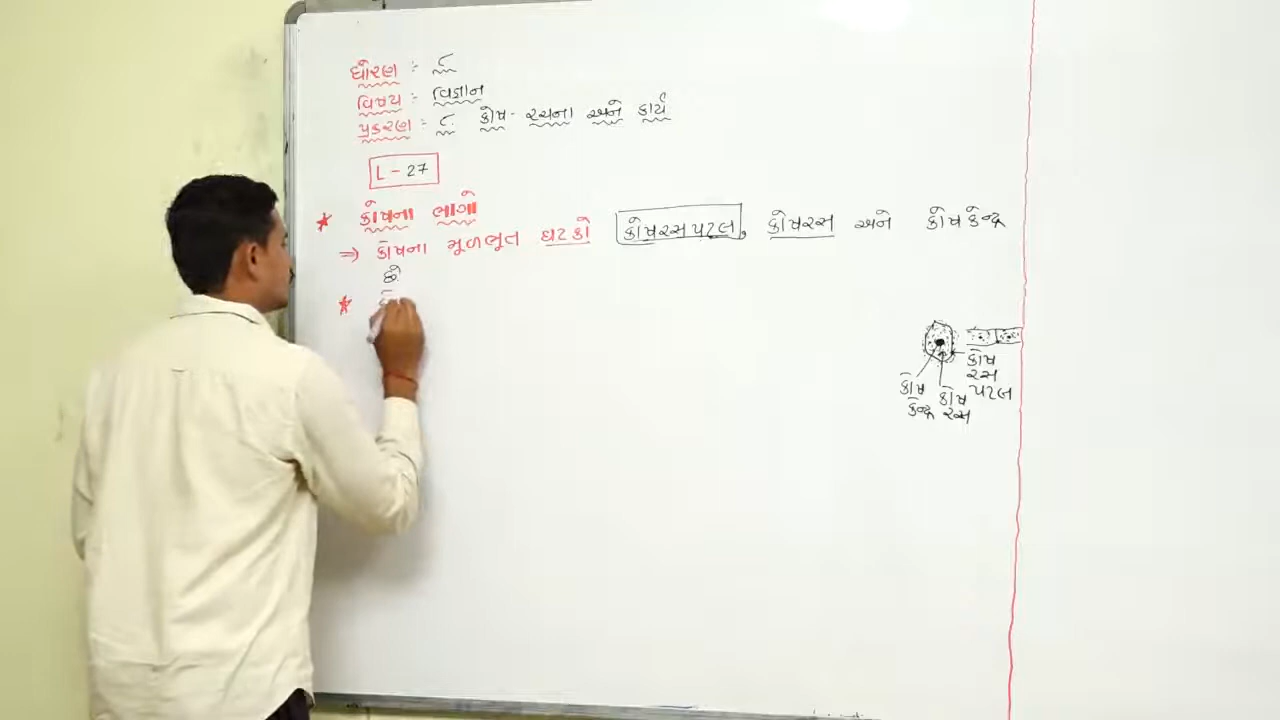 ધોરણ :- ૮
વિષય :- વિજ્ઞાન
પ્રકરણ :- ૮. કોષ - રચના અને કાર્ય
L - 27
* કોષના ભાગો
⇒ કોષના મૂળભૂત ઘટકો કોષરસપટલ, કોષરસ અને કોષકેન્દ્ર
છે.
*
કોષ
રસ
પટલ
કોષ
કેન્દ્ર
કોષ
રસ